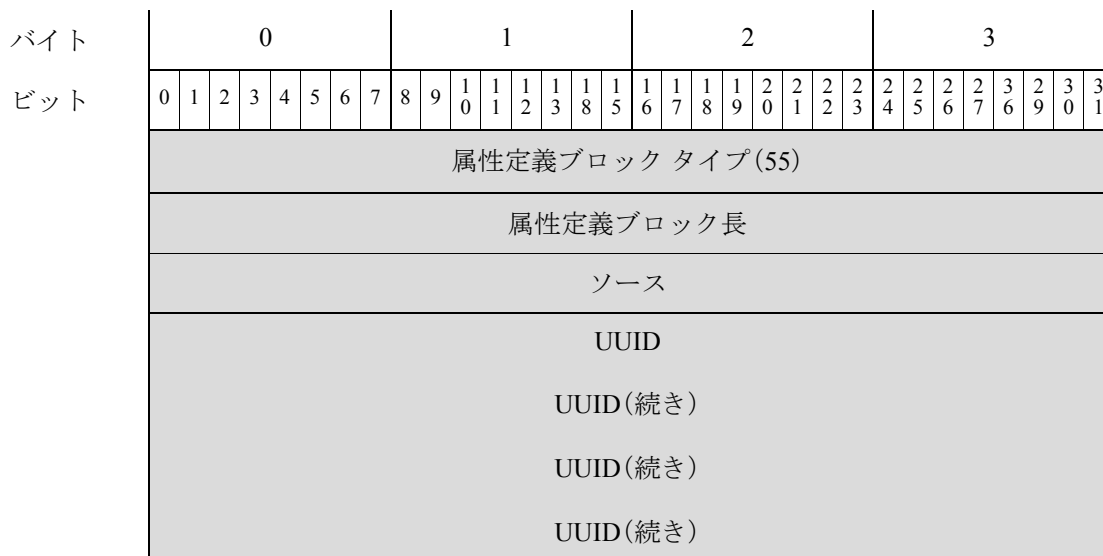 バイト 0 1 2 3
ビット 0 1 2 3 4 5 6 7 8 9 10 11 12 13 18 15 16 17 18 19 20 21 22 23 24 25 26 27 36 29 30 31
属性定義ブロック タイプ(55)
属性定義ブロック長
ソース
UUID
UUID(続き)
UUID(続き)
UUID(続き)